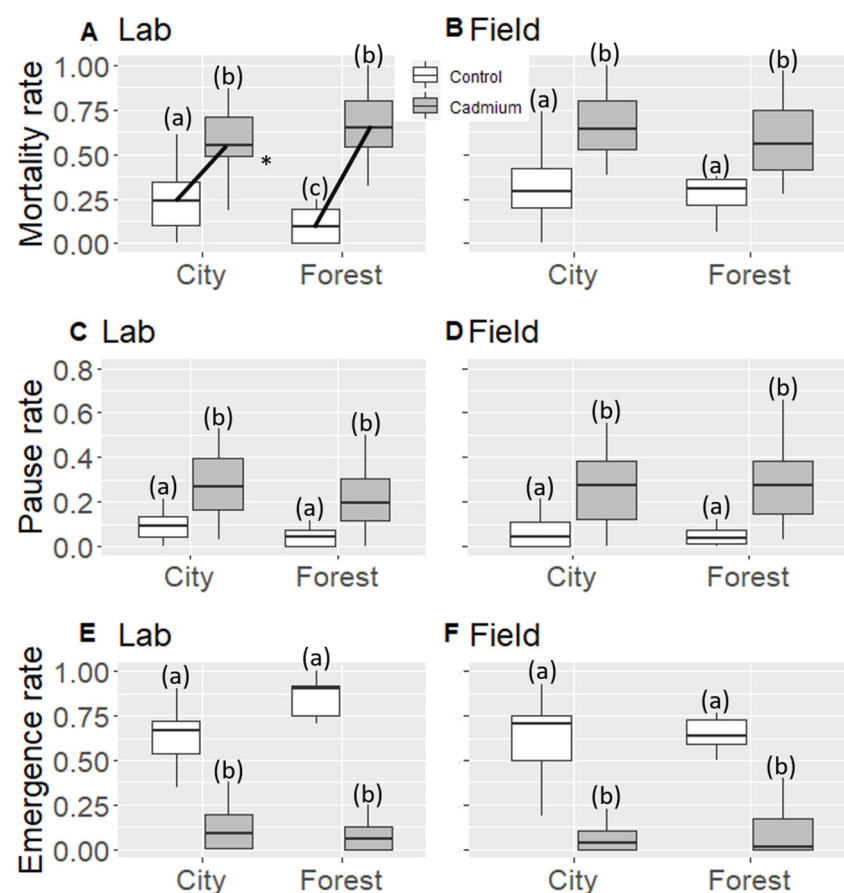 A Lab
B Field
Mortality rate
1.00
0.75
0.50
0.25
0.00
(a)
(b)
*
(c)
(b)
Control
Cadmium
(a)
(b)
(a)
(b)
City
Forest
City
Forest
C Lab
D Field
Pause rate
0.8
0.6
0.4
0.2
0.0
(a)
(b)
(a)
(b)
(a)
(b)
(a)
(b)
City
Forest
City
Forest
E Lab
F Field
Emergence rate
1.00
0.75
0.50
0.25
0.00
(a)
(b)
(a)
(b)
(a)
(b)
(a)
(b)
City
Forest
City
Forest